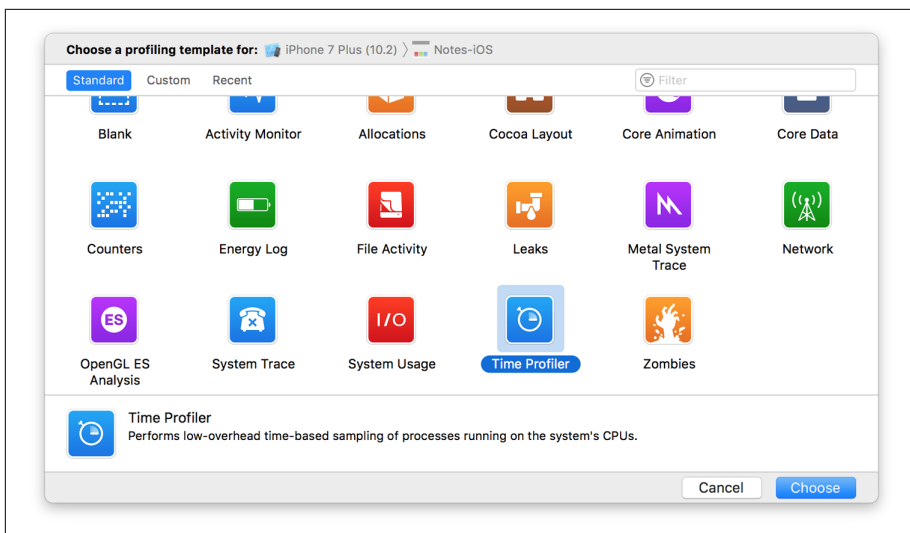 Choose a profiling template for: iPhone 7 Plus (10.2) 〉 Notes-iOS
Standard Custom Recent Filter
Blank Activity Monitor Allocations Cocoa Layout Core Animation Core Data
Counters Energy Log File Activity Leaks Metal System Trace Network
ES I/O
OpenGL ES Analysis System Trace System Usage Time Profiler Zombies
Time Profiler
Performs low-overhead time-based sampling of processes running on the system's CPUs.
Cancel Choose